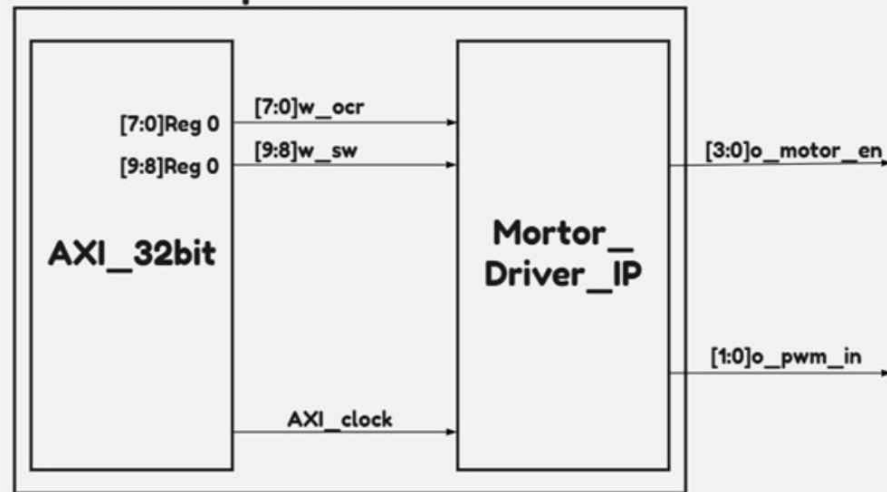 [7:0]Reg 0
[7:0]w_ocr
[9:8]Reg 0
[9:8]w_sw
[3:0]o_motor_en
AXI_32bit
Mortor_
Driver_IP
[1:0]o_pwm_in
AXI_clock